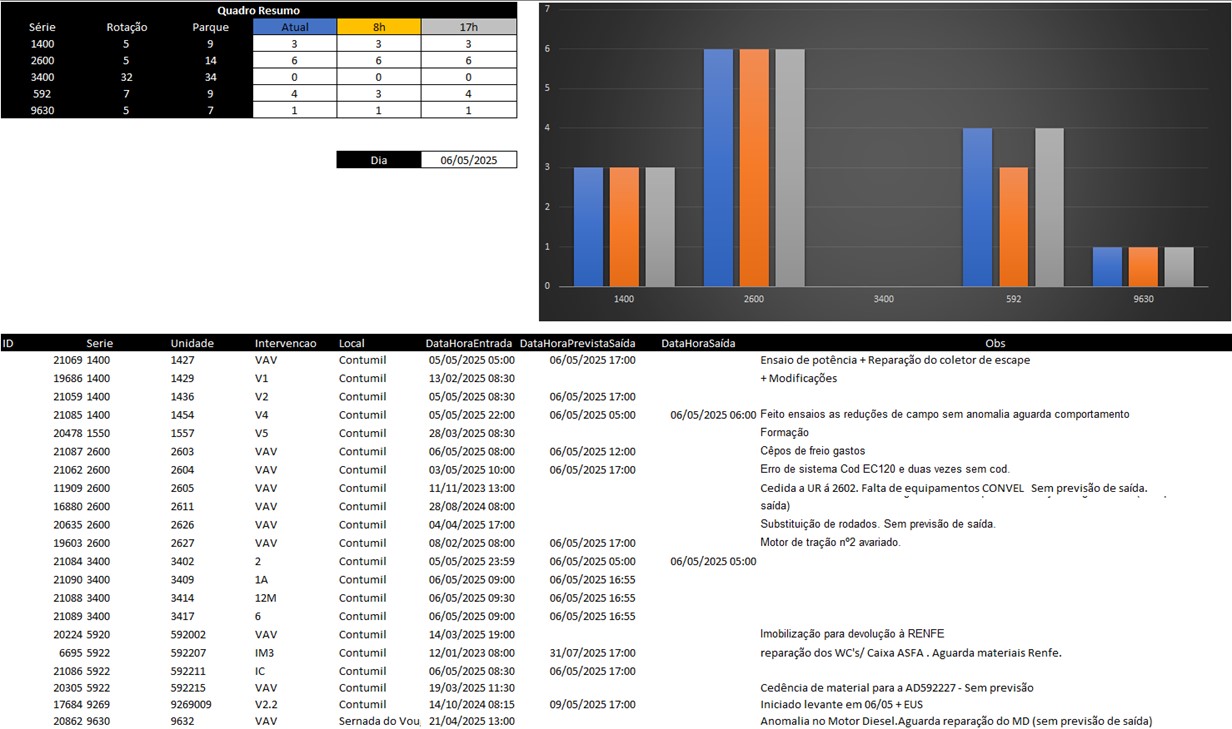 Quadro Resumo
Série Rotação Parque Atual 8h 17h
1400 5 9 3 3 3
2600 5 14 6 6 6
3400 32 34 0 0 0
592 7 9 4 3 4
9630 5 7 1 1 1
Dia 06/05/2025
7
6
5
4
3
2
1
0
1400 2600 3400 592 9630
ID Serie Unidade Intervencao Local DataHoraEntrada DataHoraPrevistaSaída DataHoraSaída Obs
21069 1400 1427 VAV Contumil 05/05/2025 05:00 06/05/2025 17:00 Ensaio de potência + Reparação do coletor de escape
19686 1400 1429 V1 Contumil 13/02/2025 08:30 + Modificações
21059 1400 1436 V2 Contumil 05/05/2025 08:30 06/05/2025 17:00
21085 1400 1454 V4 Contumil 05/05/2025 22:00 06/05/2025 05:00 06/05/2025 06:00 Feito ensaios as reduções de campo sem anomalia aguarda comportamento
20478 1550 1557 V5 Contumil 28/03/2025 08:30 Formação
21087 2600 2603 VAV Contumil 06/05/2025 08:00 06/05/2025 12:00 Cêpos de freio gastos
21062 2600 2604 VAV Contumil 03/05/2025 10:00 06/05/2025 17:00 Erro de sistema Cod EC120 e duas vezes sem cod.
11909 2600 2605 VAV Contumil 11/11/2023 13:00 Cedida a UR á 2602. Falta de equipamentos CONVEL Sem previsão de saída.
16880 2600 2611 VAV Contumil 28/08/2024 08:00 saída)
20635 2600 2626 VAV Contumil 04/04/2025 17:00 Substituição de rodados. Sem previsão de saída.
19603 2600 2627 VAV Contumil 08/02/2025 08:00 06/05/2025 17:00 Motor de tração nº2 avariado.
21084 3400 3402 2 Contumil 05/05/2025 23:59 06/05/2025 05:00 06/05/2025 05:00
21090 3400 3409 1A Contumil 06/05/2025 09:00 06/05/2025 16:55
21088 3400 3414 12M Contumil 06/05/2025 09:30 06/05/2025 16:55
21089 3400 3417 6 Contumil 06/05/2025 09:00 06/05/2025 16:55
20224 5920 592002 VAV Contumil 14/03/2025 19:00 Imobilização para devolução à RENFE
6695 5922 592207 IM3 Contumil 12/01/2023 08:00 31/07/2025 17:00 reparação dos WC's/ Caixa ASFA . Aguarda materiais Renfe.
21086 5922 592211 IC Contumil 06/05/2025 08:30 06/05/2025 17:00
20305 5922 592215 VAV Contumil 19/03/2025 11:30 Cedência de material para a AD592227 - Sem previsão
17684 9269 9269009 V2.2 Contumil 14/10/2024 08:15 09/05/2025 17:00 Iniciado levante em 06/05 + EUS
20862 9630 9632 VAV Sernada do Vou 21/04/2025 13:00 Anomalia no Motor Diesel.Aguarda reparação do MD (sem previsão de saída)